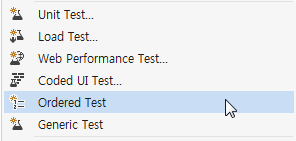 Unit Test...
Load Test...
Web Performance Test...
Coded UI Test...
Ordered Test
Generic Test